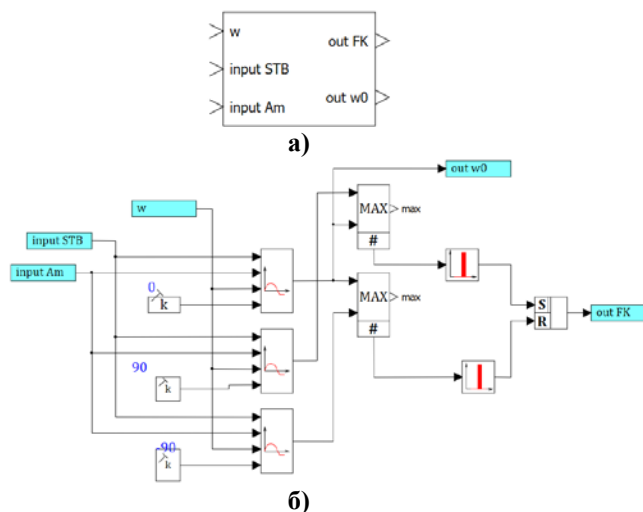 w
out FK
input STB
out w0
input Am
а)
out w0
w
MAX
max
input STB
#
input Am
0
k
MAX
max
S
out FK
#
R
90
k
-90
k
б)